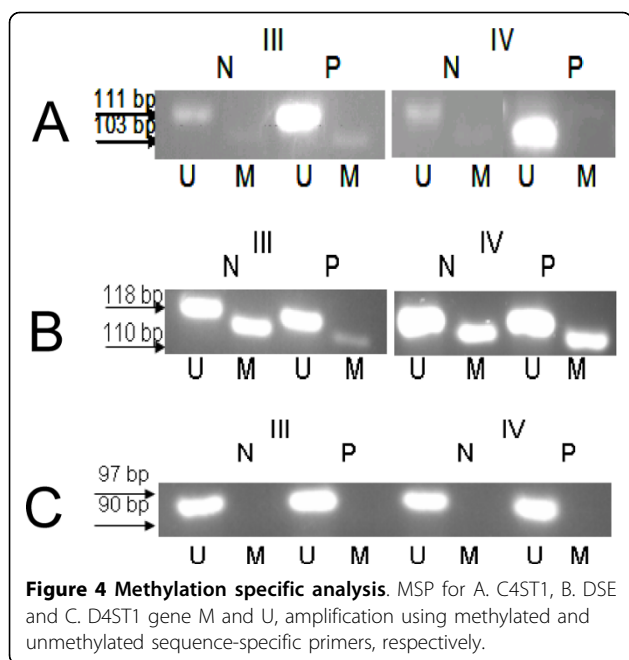 III IV
N P N P
111 bp
A
103 bp
U M U M U M U M
III IV
N P N P
118 bp
B
110 bp
U M U M U M U M
III IV
N P N P
97 bp
C
90 bp
U M U M U M U M
Figure 4 Methylation specific analysis. MSP for A. C4ST1, B. DSE
and C. D4ST1 gene M and U, amplification using methylated and
unmethylated sequence-specific primers, respectively.